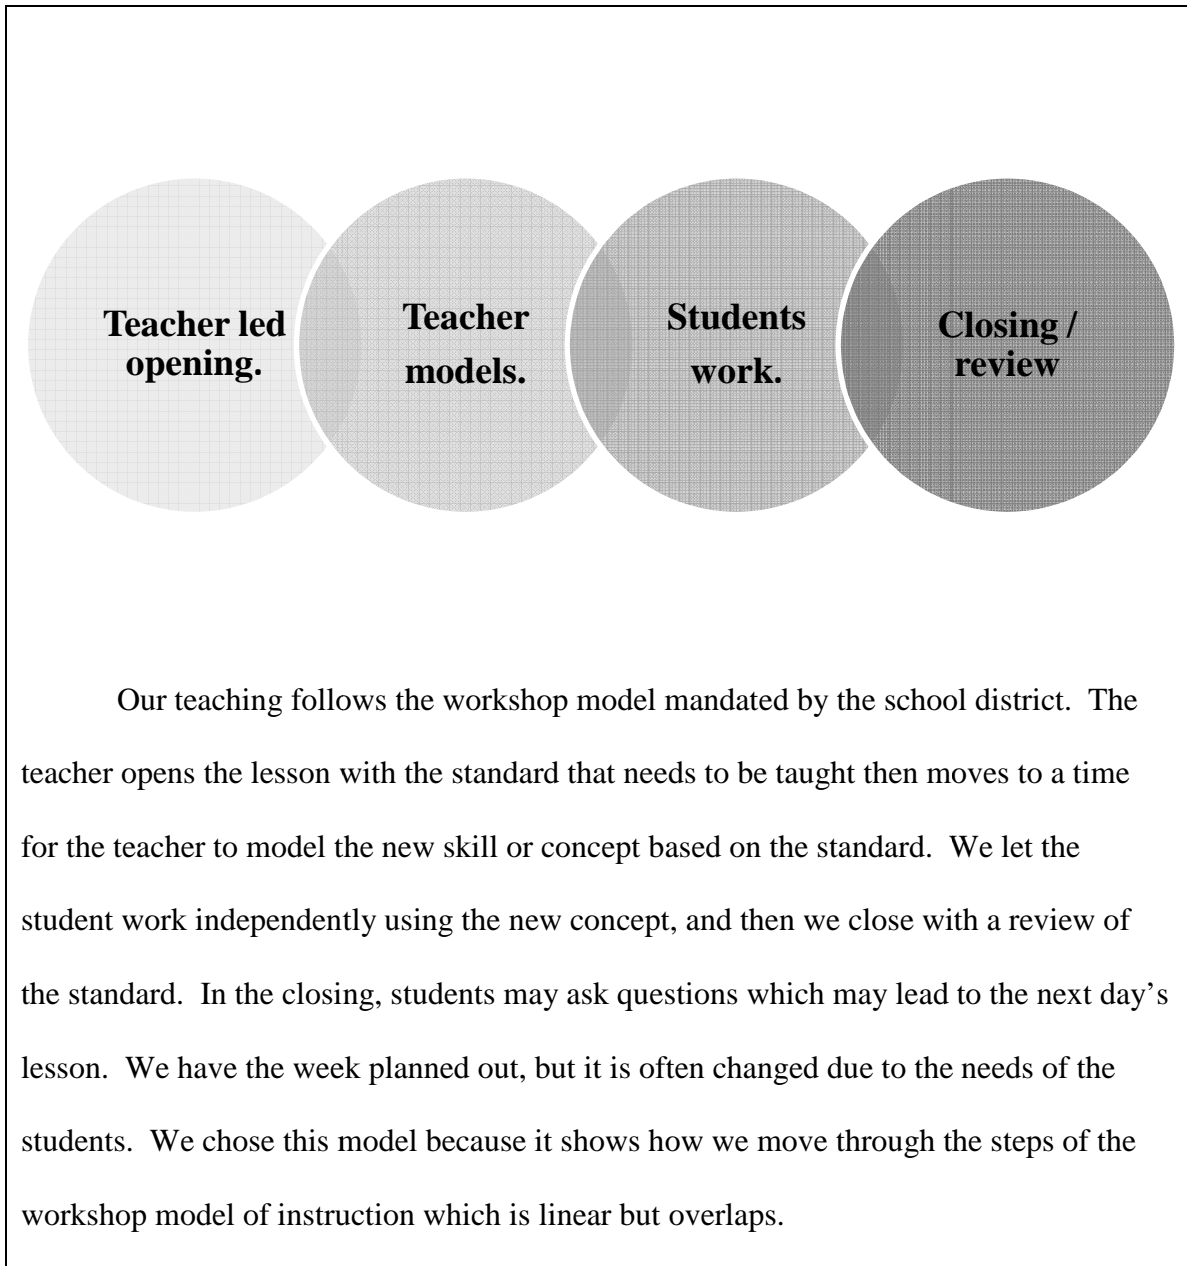 Teacher led
opening.
Teacher
models.
Students
work.
Closing /
review
Our teaching follows the workshop model mandated by the school district.  The
teacher opens the lesson with the standard that needs to be taught then moves to a time
for the teacher to model the new skill or concept based on the standard.  We let the
student work independently using the new concept, and then we close with a review of
the standard.  In the closing, students may ask questions which may lead to the next day’s
lesson.  We have the week planned out, but it is often changed due to the needs of the
students.  We chose this model because it shows how we move through the steps of the
workshop model of instruction which is linear but overlaps.